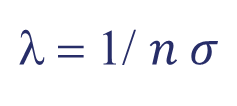 λ = 1/ n σ